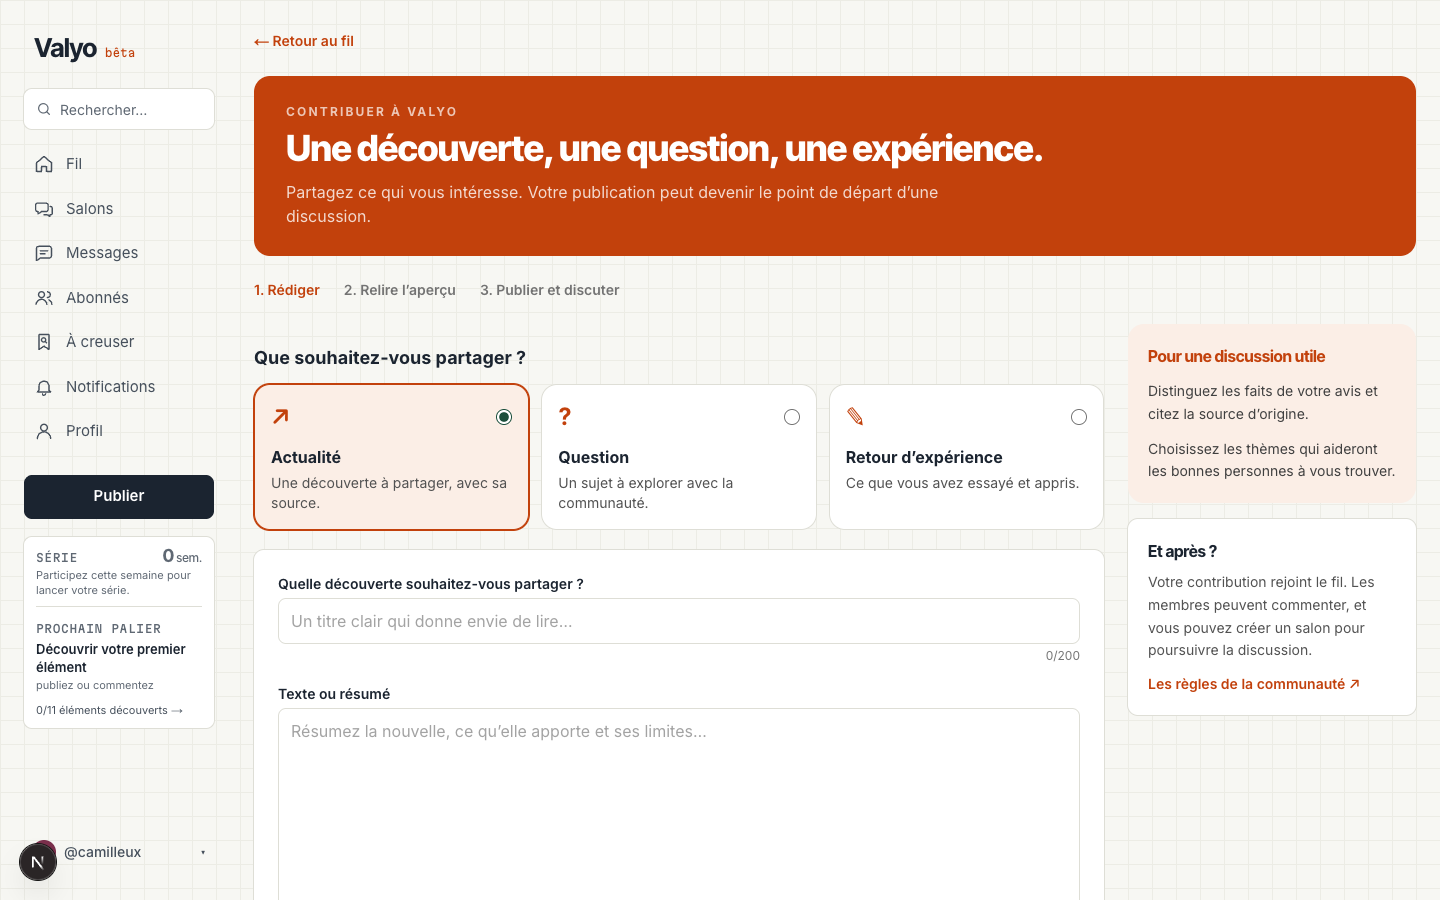 Valyo bêta
Rechercher...
Fil
Salons
Messages
Abonnés
À creuser
Notifications
Profil
Publier
SÉRIE 0 sem.
Participez cette semaine pour
lancer votre série.
PROCHAIN PALIER
Découvrir votre premier
élément
publiez ou commentez
0/11 éléments découverts →
N @camilleux
← Retour au fil
CONTRIBUER À VALYO
Une découverte, une question, une expérience.
Partagez ce qui vous intéresse. Votre publication peut devenir le point de départ d’une
discussion.
1. Rédiger 2. Relire l’aperçu 3. Publier et discuter
Que souhaitez-vous partager ?
Actualité
Une découverte à partager, avec sa
source.
?
Question
Un sujet à explorer avec la
communauté.
Retour d’expérience
Ce que vous avez essayé et appris.
Quelle découverte souhaitez-vous partager ?
Un titre clair qui donne envie de lire...
0/200
Texte ou résumé
Résumez la nouvelle, ce qu’elle apporte et ses limites...
Pour une discussion utile
Distinguez les faits de votre avis et
citez la source d’origine.
Choisissez les thèmes qui aideront
les bonnes personnes à vous trouver.
Et après ?
Votre contribution rejoint le fil. Les
membres peuvent commenter, et
vous pouvez créer un salon pour
poursuivre la discussion.
Les règles de la communauté ↗